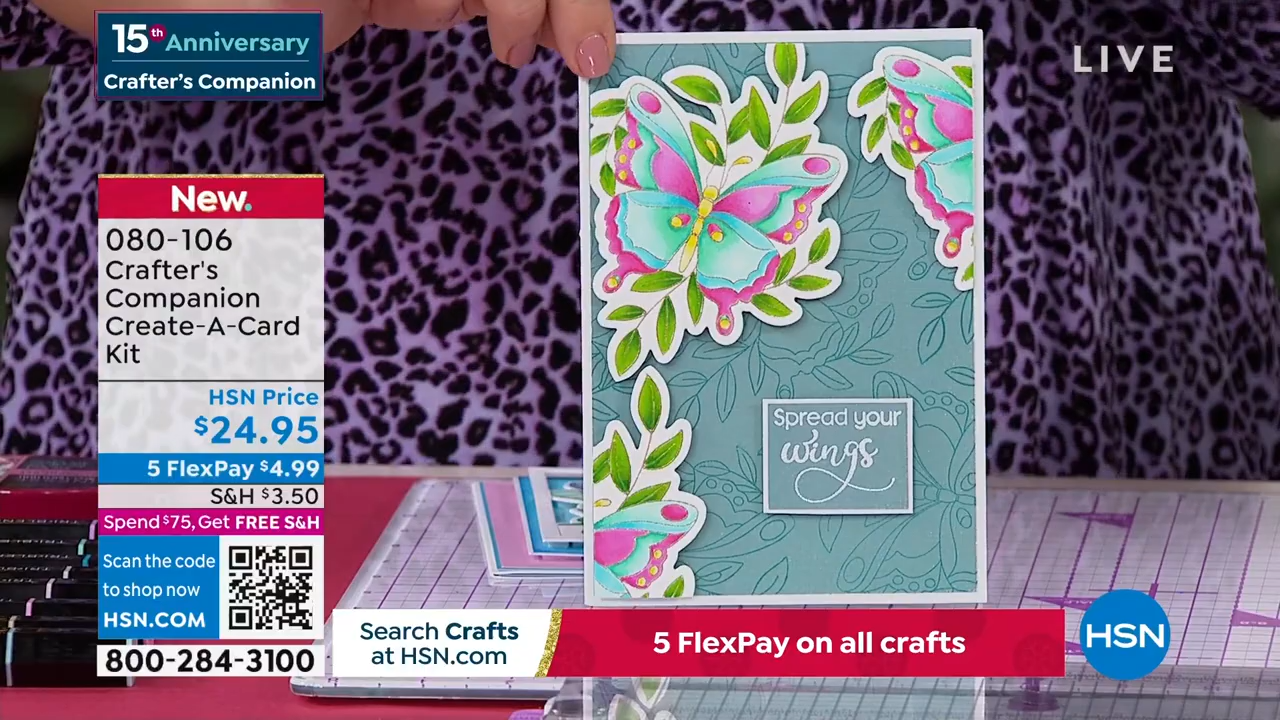 15th Anniversary
Crafter's Companion
LIVE
New.
080-106
Crafter's
Companion
Create-A-Card
Kit
HSN Price
$24.95
5 FlexPay $4.99
S&H $3.50
Spend $75, Get FREE S&H
Scan the code
to shop now
HSN.COM
800-284-3100
Spread your
wings
Search Crafts
at HSN.com
5 FlexPay on all crafts
HSN